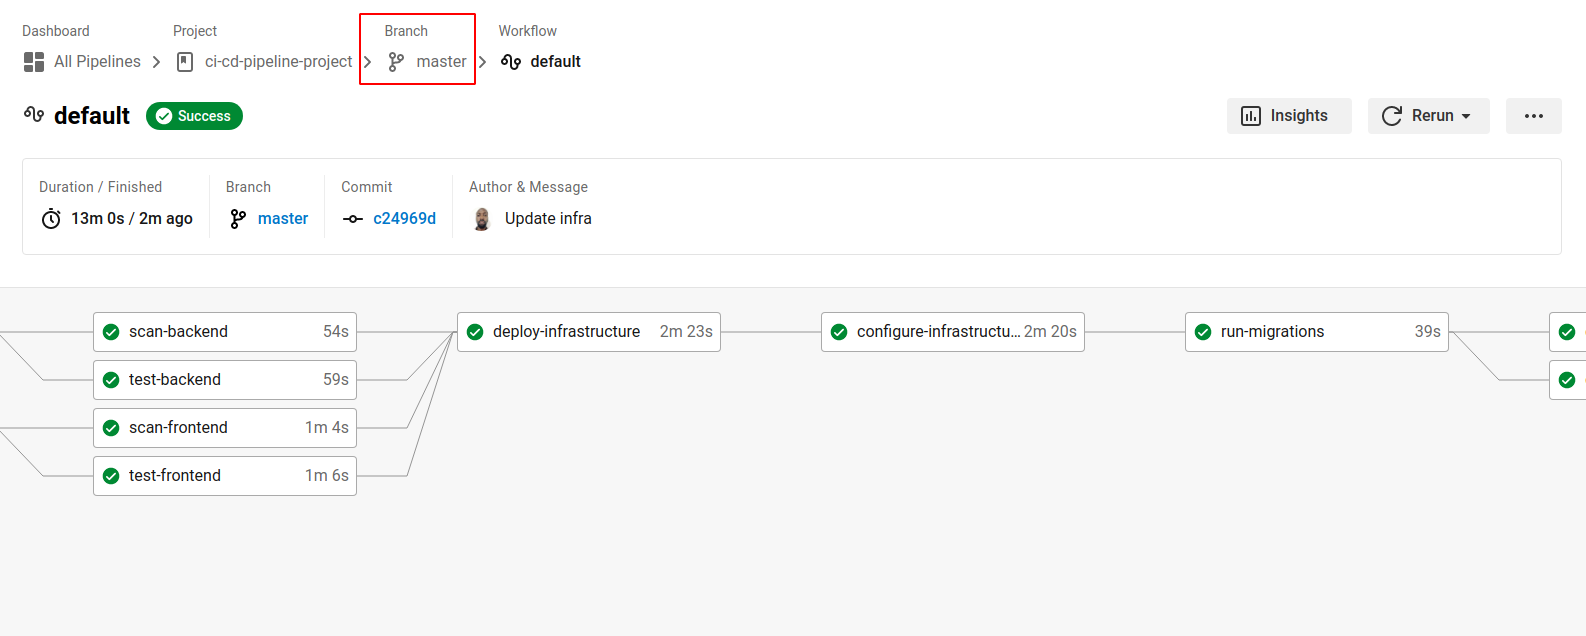 Dashboard Project Branch Workflow
All Pipelines ci-cd-pipeline-project master default
default Success Insights Rerun
Duration / Finished Branch Commit Author & Message
13m 0s / 2m ago master c24969d Update infra
scan-backend 54s deploy-infrastructure 2m 23s configure-infrastructu... 2m 20s run-migrations 39s
test-backend 59s
scan-frontend 1m 4s
test-frontend 1m 6s